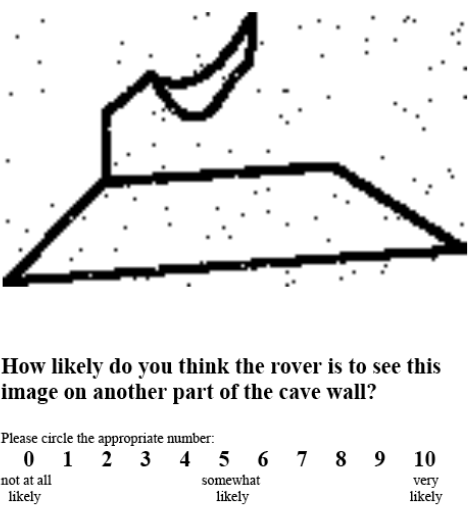 How likely do you think the rover is to see this
image on another part of the cave wall?
Please circle the appropriate number:
0 1 2 3 4 5 6 7 8 9 10
not at all somewhat very
likely likely likely